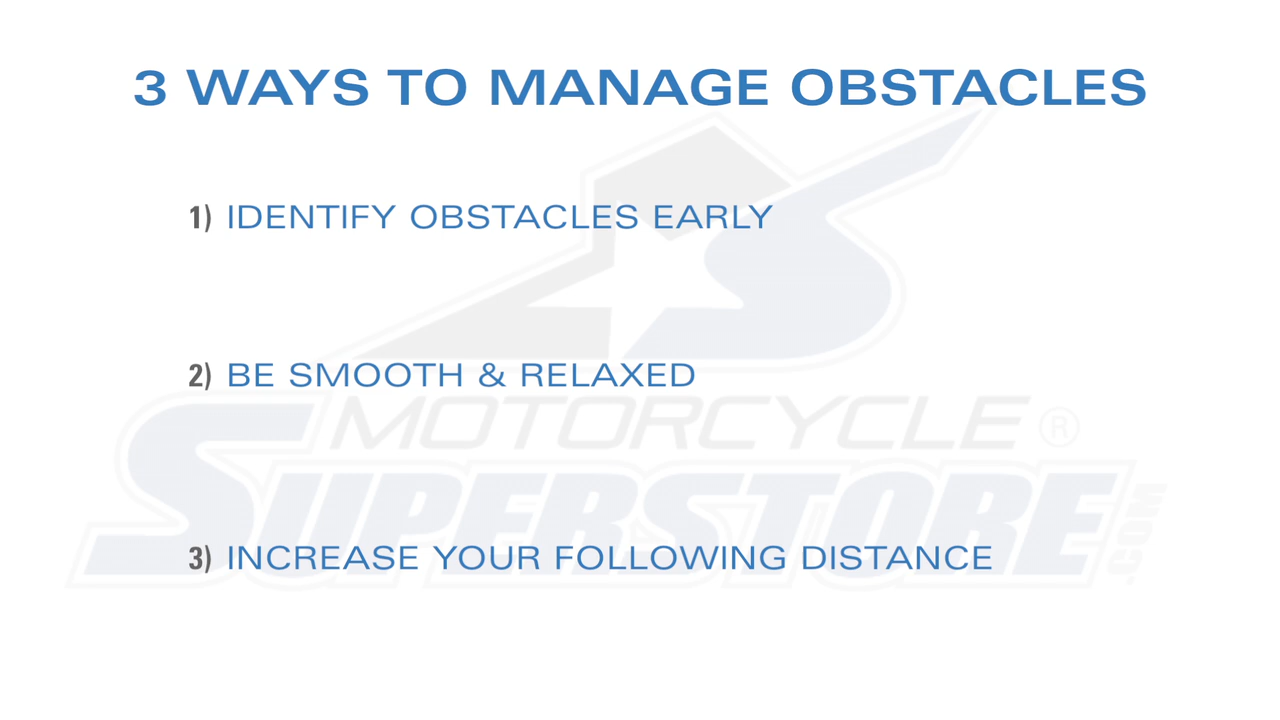 3 WAYS TO MANAGE OBSTACLES
1) IDENTIFY OBSTACLES EARLY
2) BE SMOOTH & RELAXED
MOTORCYCLE ®
SUPERSTORE .COM
3) INCREASE YOUR FOLLOWING DISTANCE